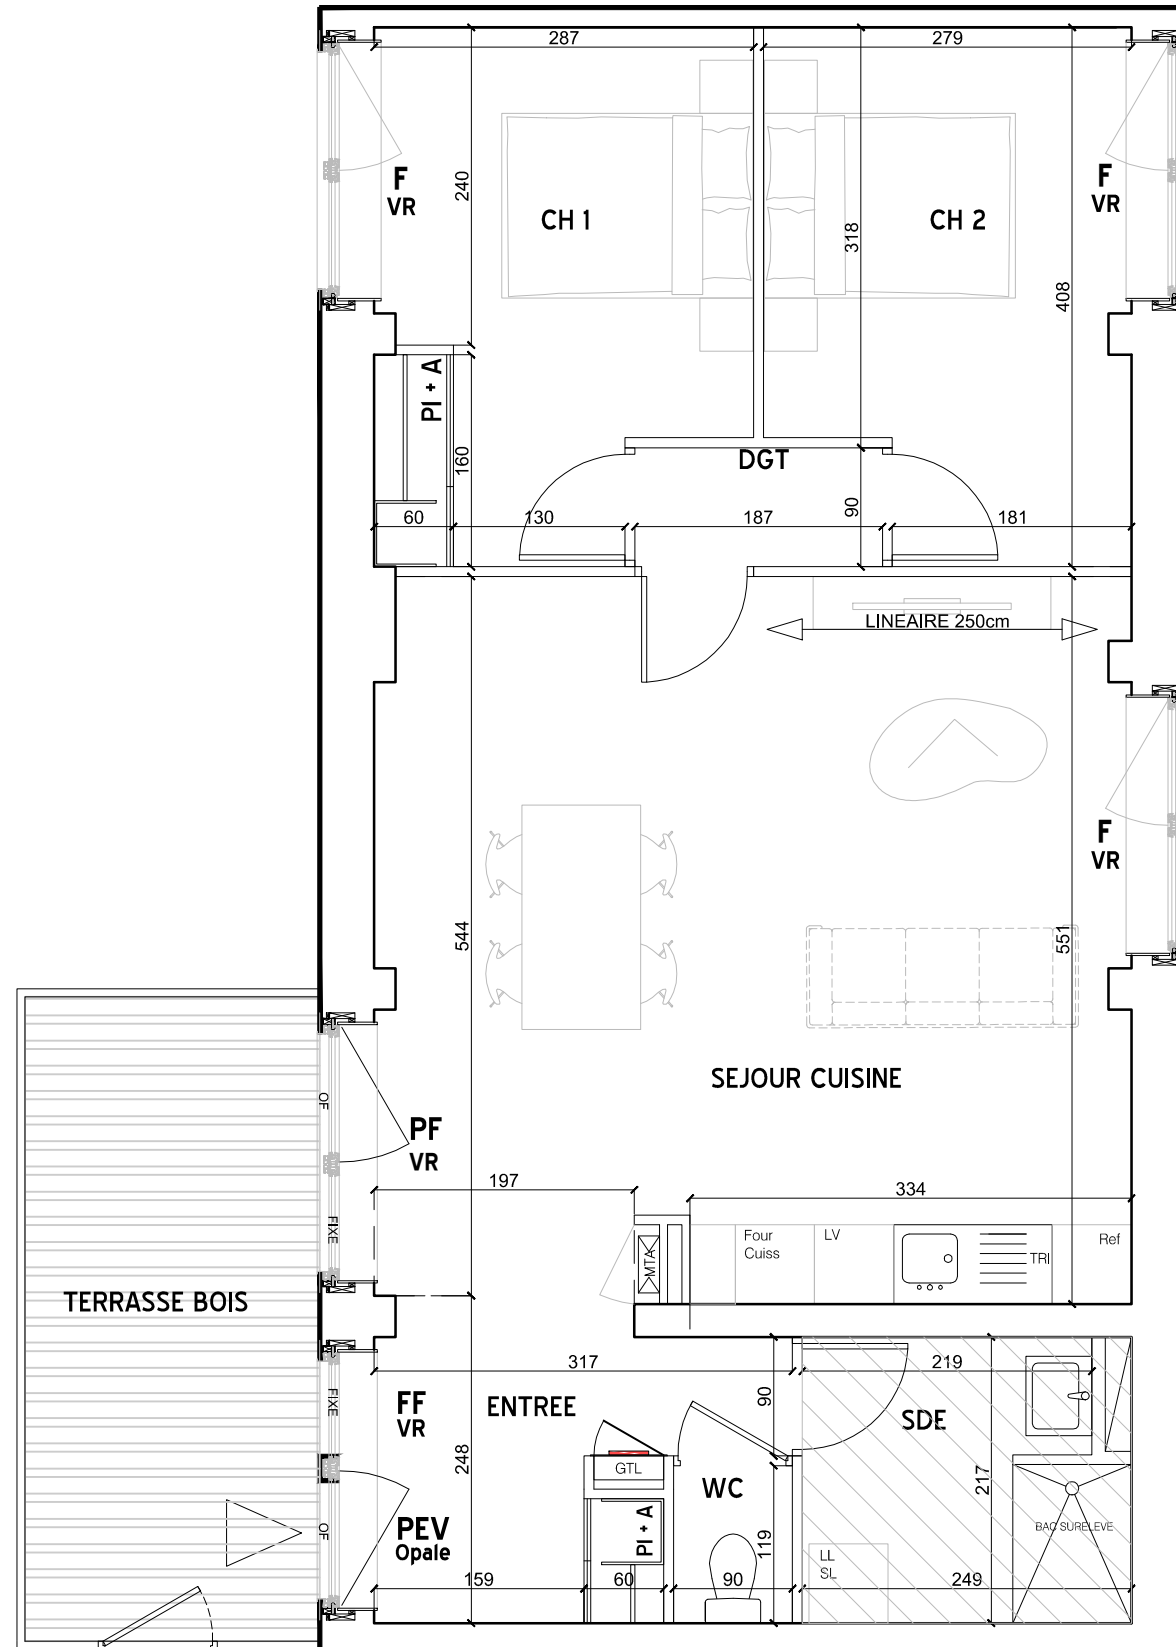 287
279
240
F
VR
CH 1
318
CH 2
F
VR
408
PI + A
160
DGT
60
130
187
90
181
LINEAIRE 250cm
F
VR
544
551
SEJOUR CUISINE
OF
PF
VR
197
334
FIXE
MTA
Four
Cuiss
LV
TRI
Ref
TERRASSE BOIS
317
219
FIXE
FF
VR
ENTREE
90
SDE
248
GTL
WC
217
OF
PEV
Opale
PI + A
119
BAC SURELEVE
LL
SL
159
60
90
249